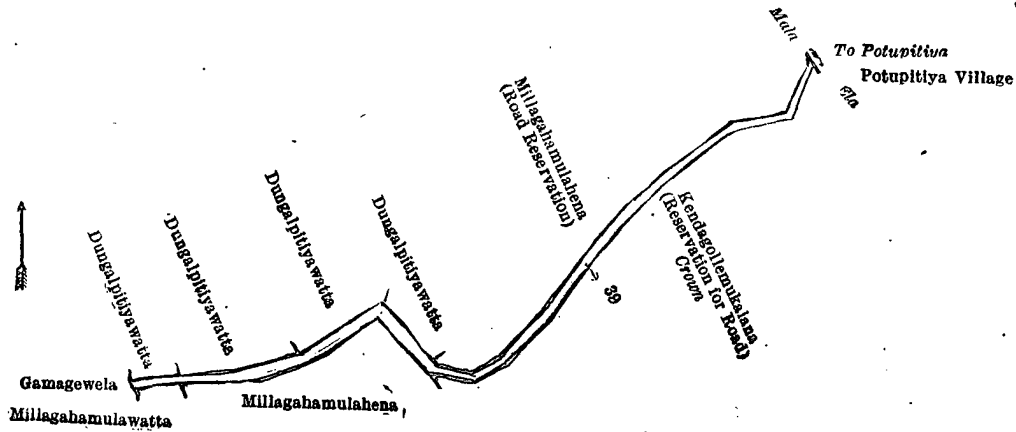 Mala
To Potupitiya
Potupitiya Village
Ela
Millagahamulahena
(Road Reservation)
Dungalpitiyawatta
Dungalpitiyawatta
Dungalpitiyawatta
Dungalpitiyawatta
Kendagollemukalana
(Reservation for Road)
Crown
39
Gamagewela
Millagahamulahena
Millagahamulawatta